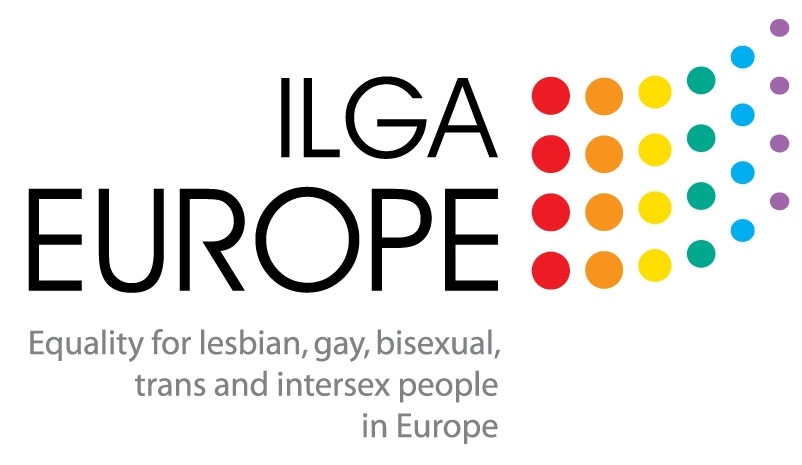 ILGA
EUROPE
Equality for lesbian, gay, bisexual,
trans and intersex people
in Europe